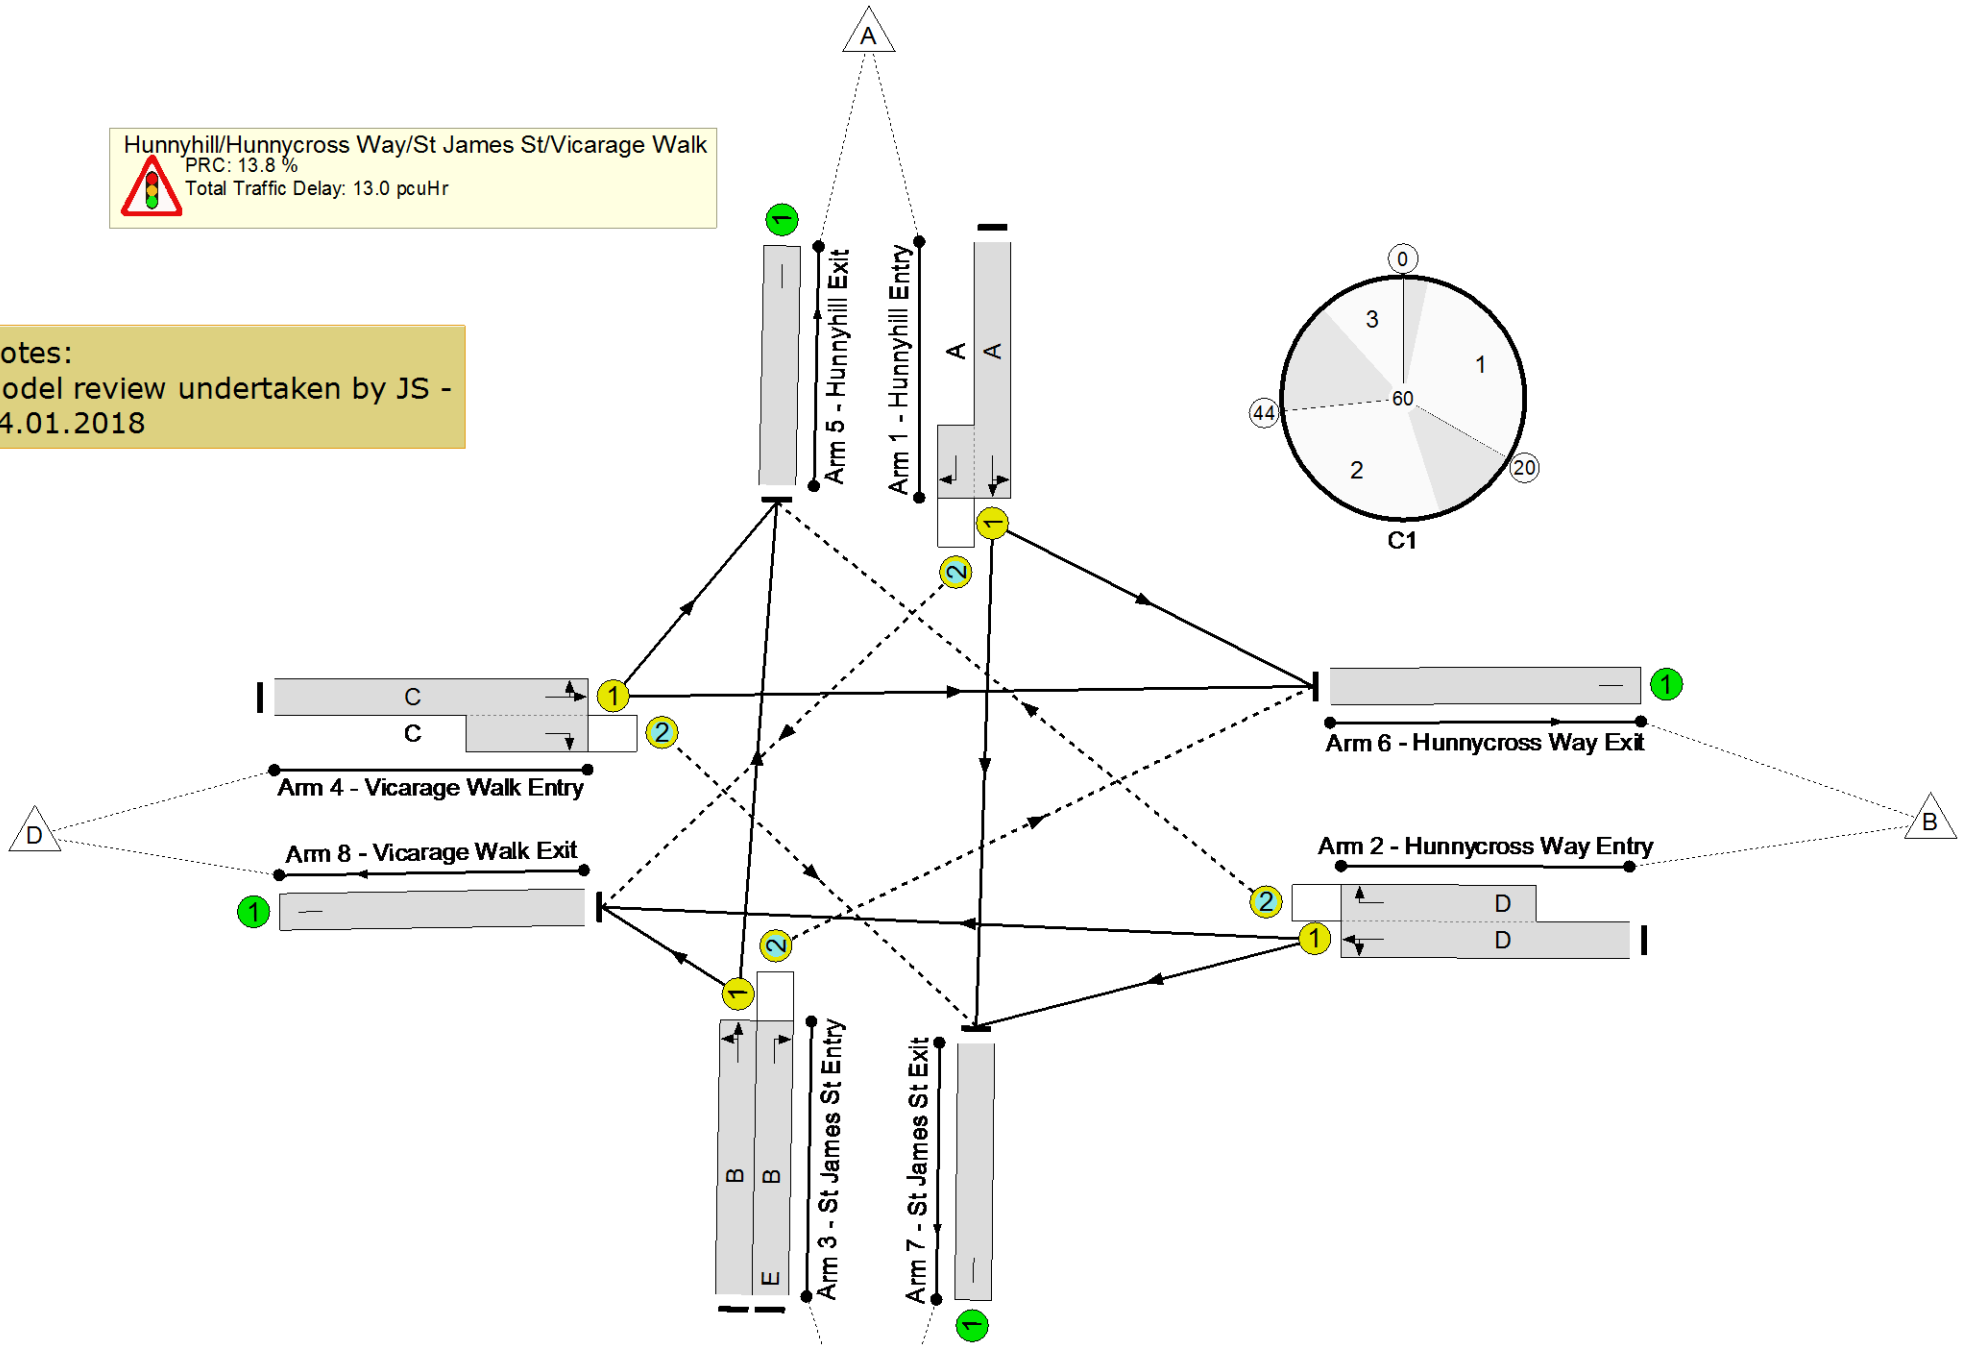 A
Hunnyhill/Hunnycross Way/St James St/Vicarage Walk
PRC: 13.8 %
Total Traffic Delay: 13.0 pcuHr
otes:
odel review undertaken by JS -
4.01.2018
1
Arm 5 - Hunnyhill Exit
Arm 1 - Hunnyhill Entry
A
A
1
2
0
3
1
60
44
2
20
C1
C
C
1
2
Arm 4 - Vicarage Walk Entry
D
Arm 8 - Vicarage Walk Exit
1
1
Arm 6 - Hunnycross Way Exit
B
Arm 2 - Hunnycross Way Entry
2
1
D
D
2
1
B
B
E
Arm 3 - St James St Entry
Arm 7 - St James St Exit
1